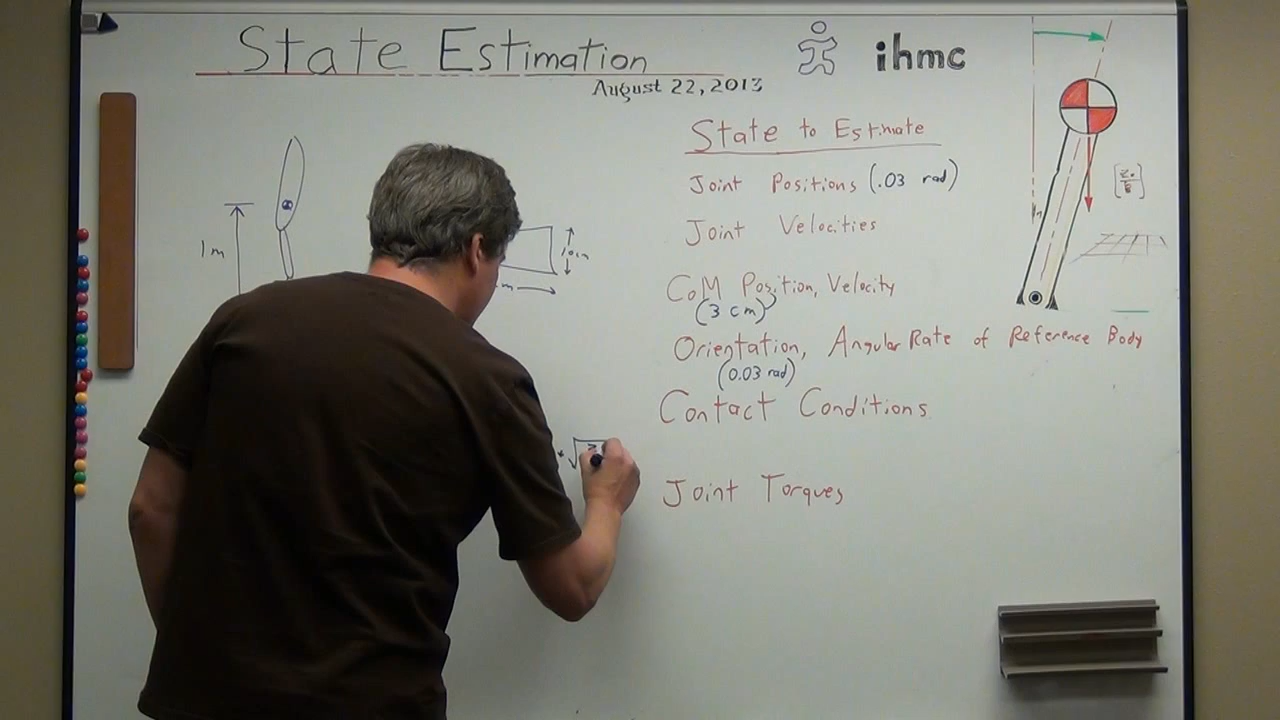 State Estimation
ihmc
August 22, 2013
State to Estimate
Joint Positions (.03 rad)
Joint Velocities
1m
10cm
m
CoM Position, Velocity
(3 cm)
Orientation, Angular Rate of Reference Body
(0.03 rad)
Contact Conditions
Joint Torques